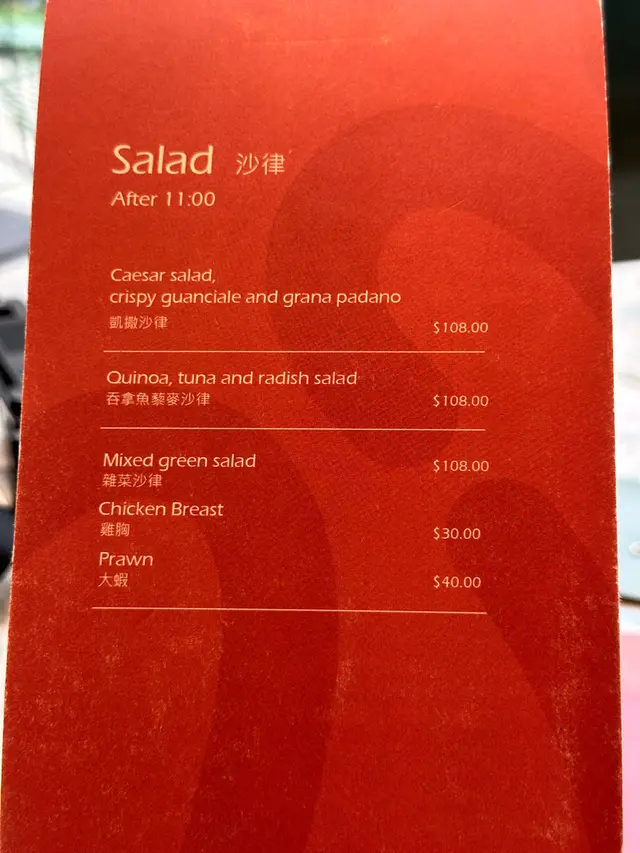 Salad 沙律
After 11:00
Caesar salad,
crispy guanciale and grana padano
凱撒沙律 $108.00
Quinoa, tuna and radish salad
吞拿魚藜麥沙律 $108.00
Mixed green salad $108.00
雜菜沙律
Chicken Breast
雞胸 $30.00
Prawn
大蝦 $40.00